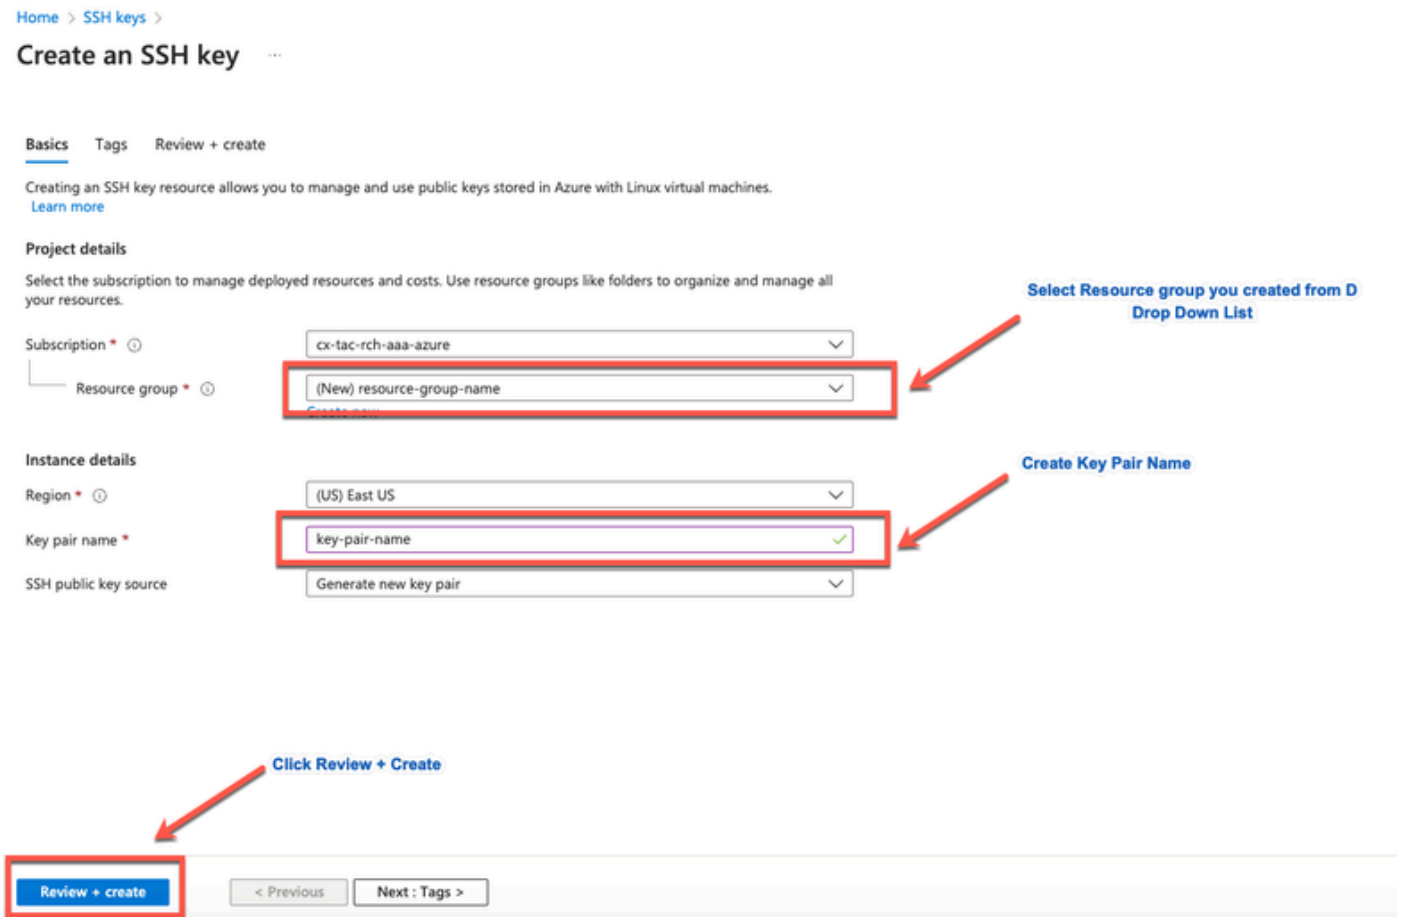 Home > SSH keys >
Create an SSH key ...
Basics Tags Review + create
Creating an SSH key resource allows you to manage and use public keys stored in Azure with Linux virtual machines.
Learn more
Project details
Select the subscription to manage deployed resources and costs. Use resource groups like folders to organize and manage all
your resources.
Select Resource group you created from D
Drop Down List
Subscription * cx-tac-rch-aaa-azure
Resource group * (New) resource-group-name
Create new
Instance details
Create Key Pair Name
Region * (US) East US
Key pair name * key-pair-name
SSH public key source Generate new key pair
Click Review + Create
Review + create < Previous Next : Tags >